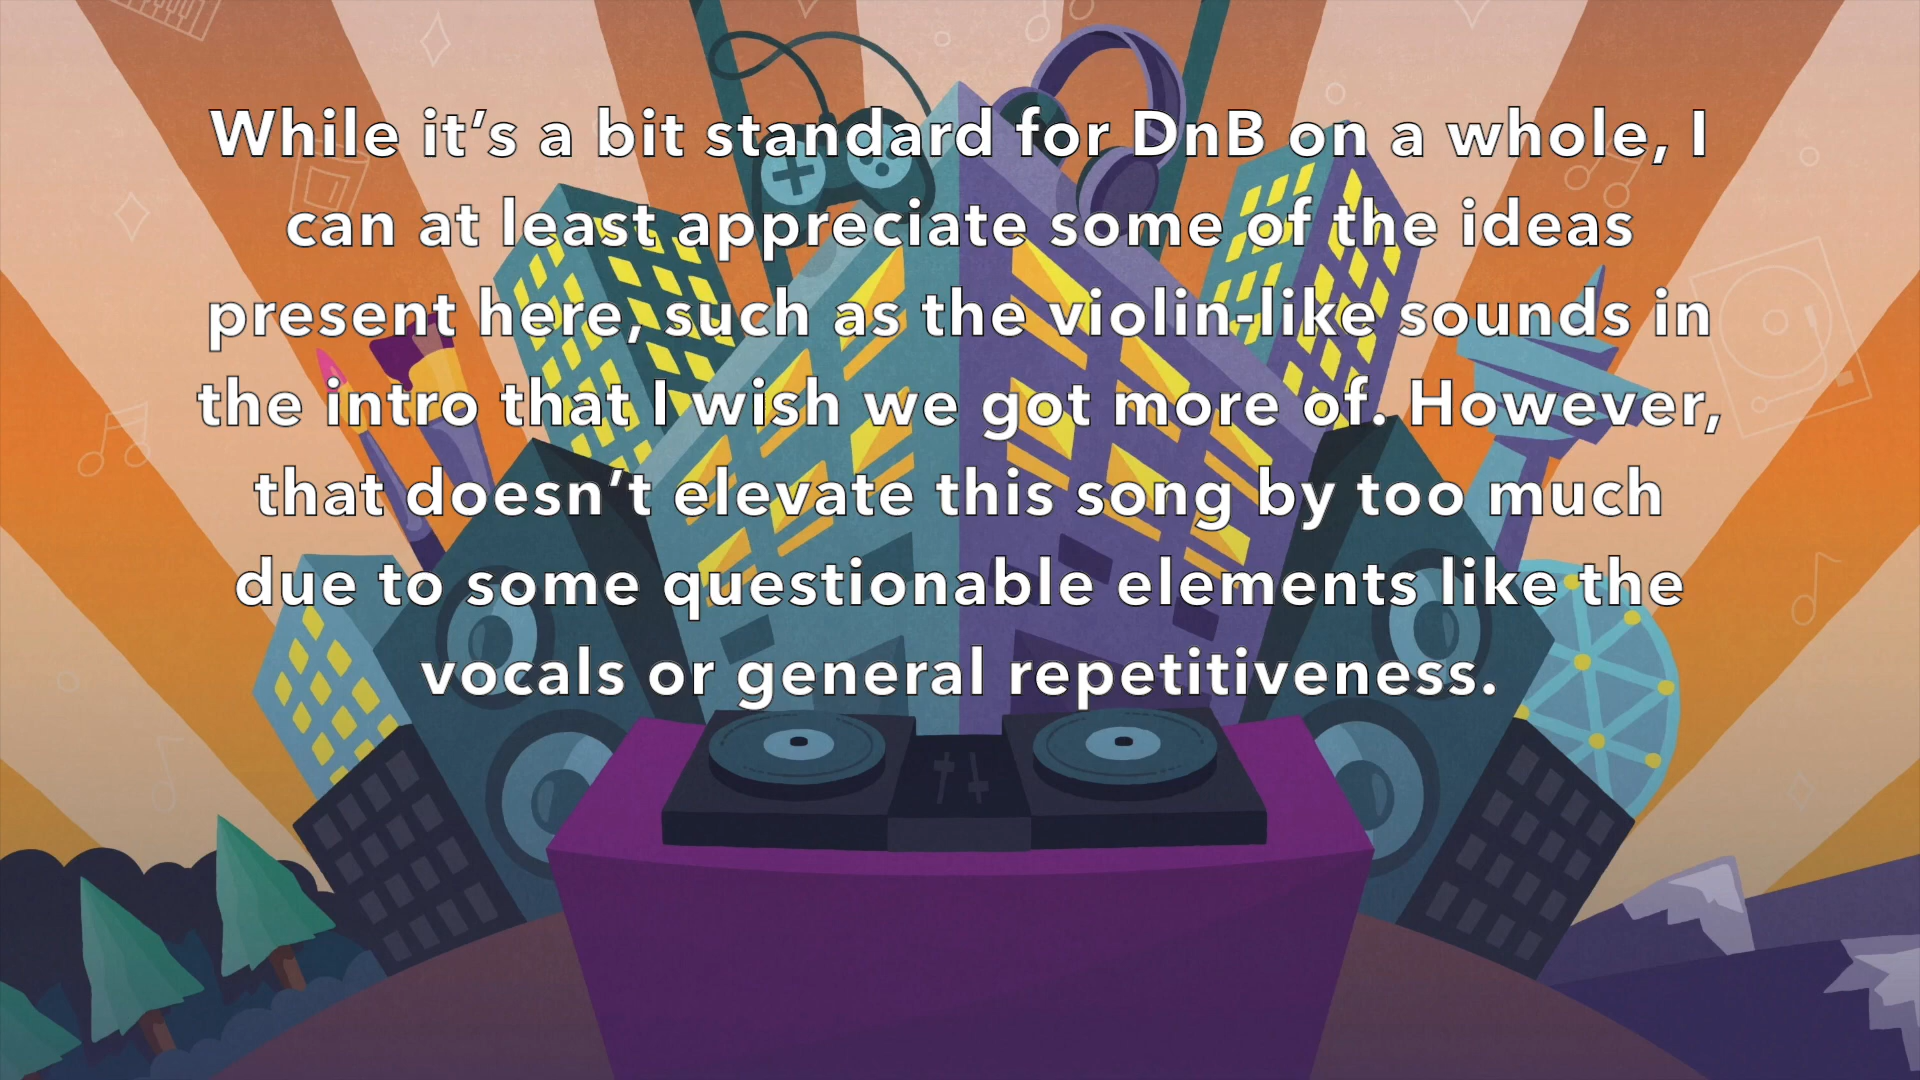 While it’s a bit standard for DnB on a whole, I
can at least appreciate some of the ideas
present here, such as the violin-like sounds in
the intro that I wish we got more of. However,
that doesn’t elevate this song by too much
due to some questionable elements like the
vocals or general repetitiveness.